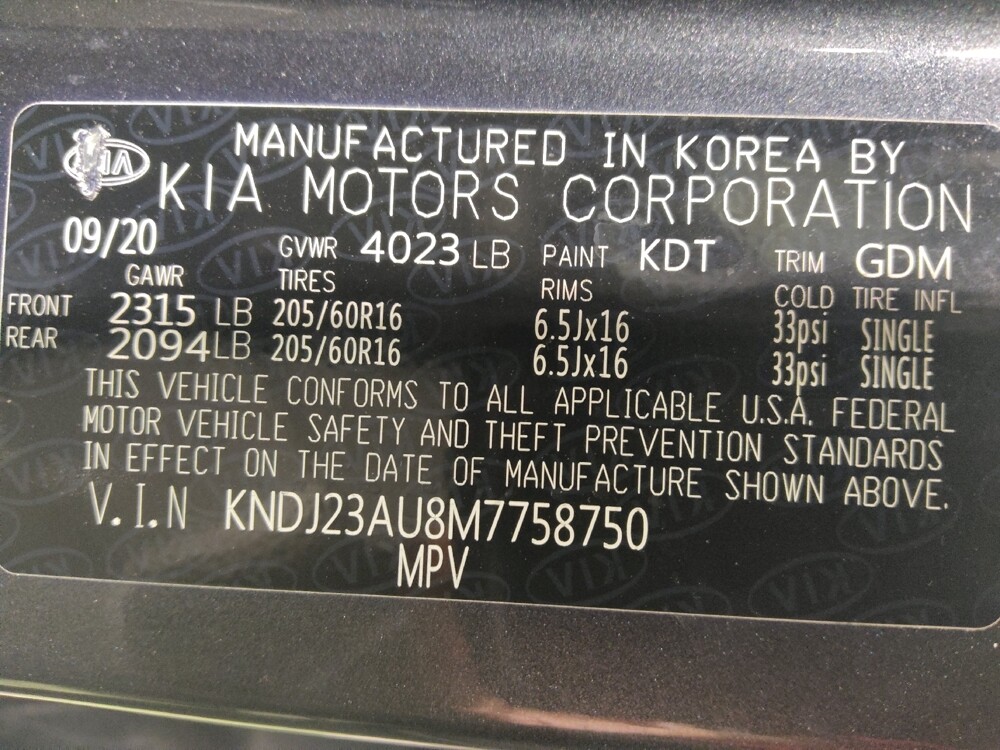 KIA
MANUFACTURED IN KOREA BY
KIA MOTORS CORPORATION
09/20 GVWR 4023 LB PAINT KDT TRIM GDM
GAWR TIRES RIMS COLD TIRE INFL
FRONT 2315 LB 205/60R16 6.5Jx16 33psi SINGLE
REAR 2094LB 205/60R16 6.5Jx16 33psi SINGLE
THIS VEHICLE CONFORMS TO ALL APPLICABLE U.S.A. FEDERAL
MOTOR VEHICLE SAFETY AND THEFT PREVENTION STANDARDS
IN EFFECT ON THE DATE OF MANUFACTURE SHOWN ABOVE.
V.I.N KNDJ23AU8M7758750
MPV